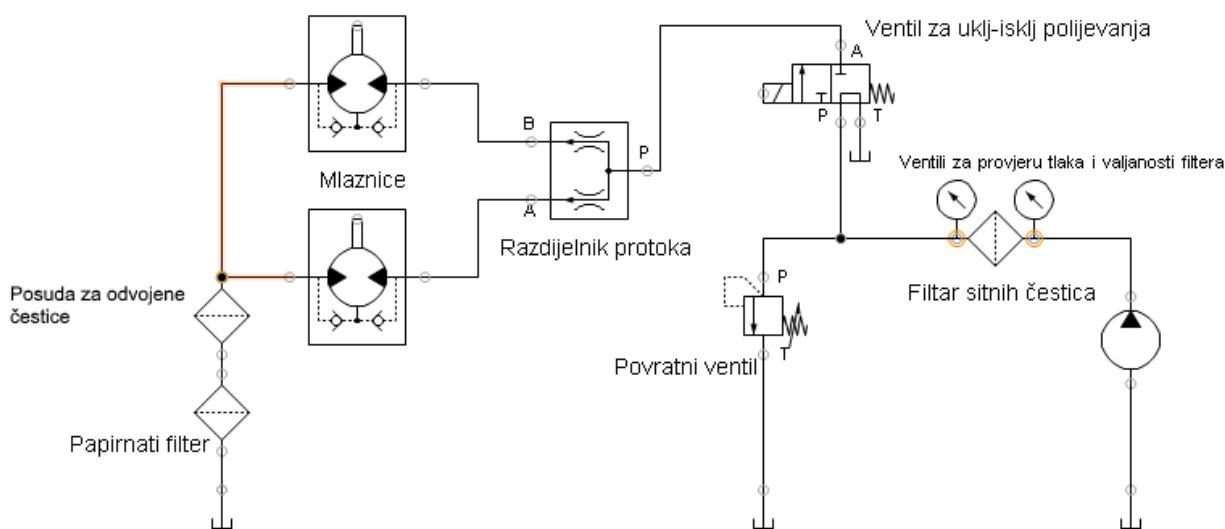 Ventil za uklj-isklj polijevanja
A
P
T
B
P
A
Mlaznice
Razdijelnik protoka
Ventili za provjeru tlaka i valjanosti filtera
Posuda za odvojene
čestice
P
T
Filtar sitnih čestica
Povratni ventil
Papirnati filter